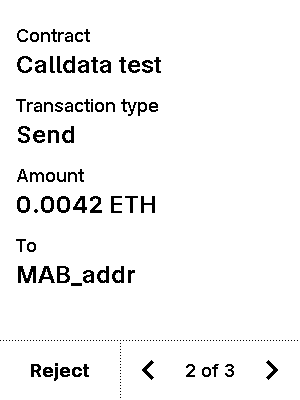 Contract
Calldata test
Transaction type
Send
Amount
0.0042 ETH
To
MAB_addr
Reject
2 of 3